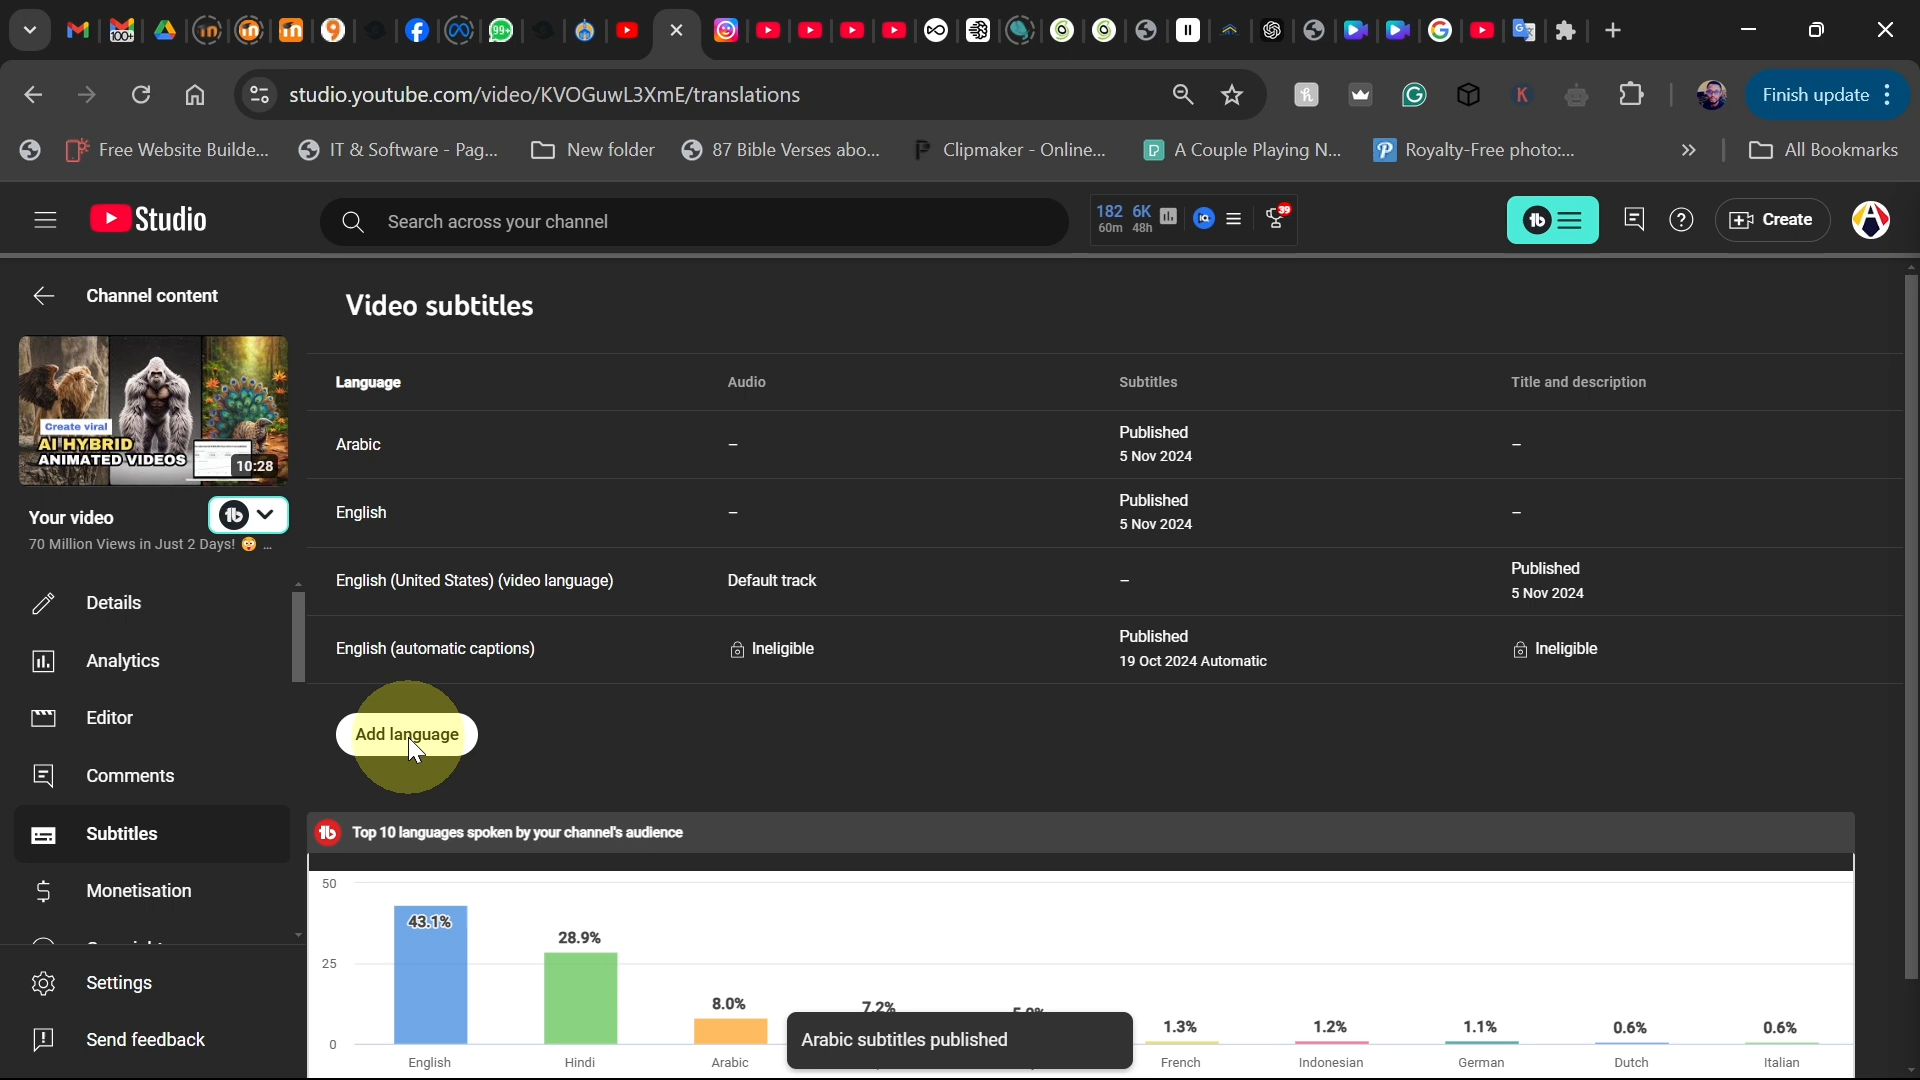 studio.youtube.com/video/KVOGuwL3XmE/translations
Finish update
Free Website Builde...
IT & Software - Pag...
New folder
87 Bible Verses abo...
Clipmaker - Online...
A Couple Playing N...
Royalty-Free photo:...
All Bookmarks
Studio
Search across your channel
182 6K
60m 48h
39
Create
Channel content
Video subtitles
Language Audio Subtitles Title and description
Arabic – Published –
5 Nov 2024
English – Published –
5 Nov 2024
English (United States) (video language) Default track – Published
5 Nov 2024
English (automatic captions) Ineligible Published Ineligible
19 Oct 2024 Automatic
Add language
Create viral
AI HYBRID
ANIMATED VIDEOS
10:28
Your video
70 Million Views in Just 2 Days! 😳 ...
Details
Analytics
Editor
Comments
Subtitles
Monetisation
Settings
Send feedback
Top 10 languages spoken by your channel's audience
50
25
0
43.1%
28.9%
8.0%
7.2%
1.3%
1.2%
1.1%
0.6%
0.6%
English Hindi Arabic French Indonesian German Dutch Italian
Arabic subtitles published